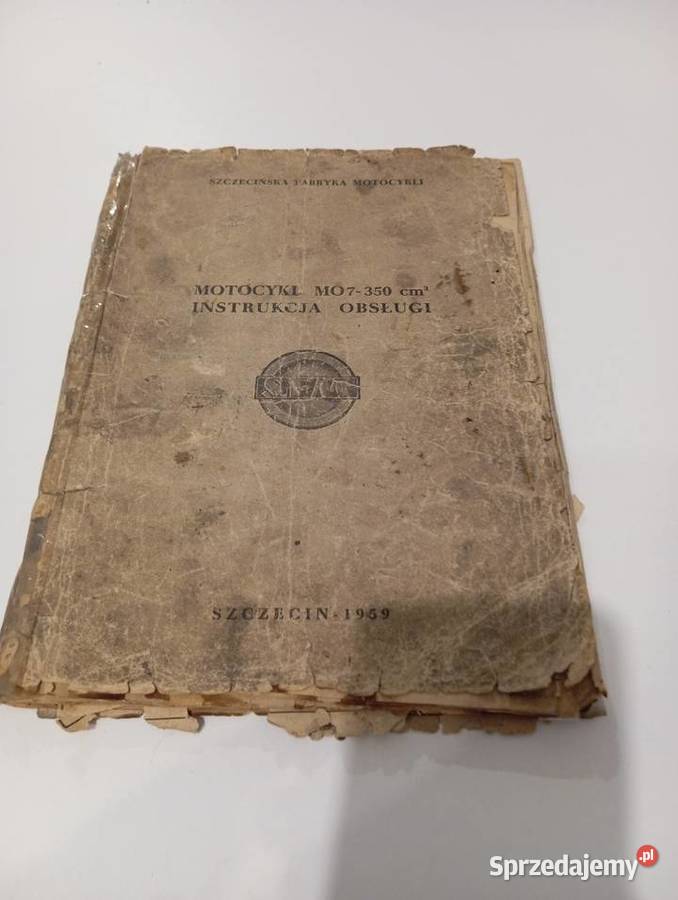 SZCZECIŃSKA FABRYKA MOTOCYKLI
MOTOCYKL MO7-350 cm³
INSTRUKCJA OBSŁUGI
SZCZECIN-1959
Sprzedajemy.pl